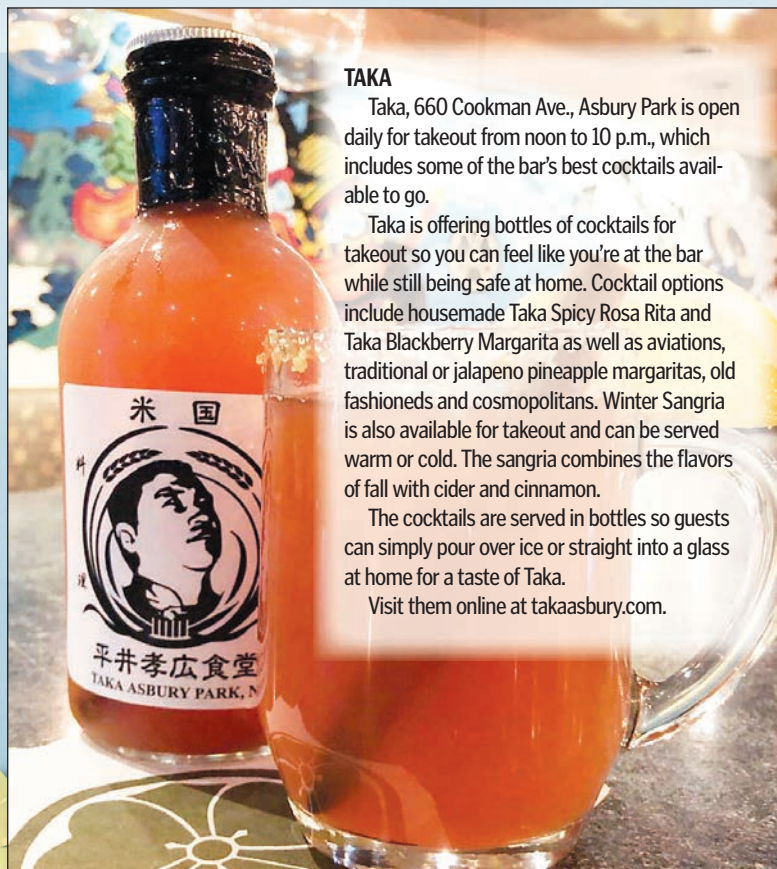 TAKA
Taka, 660 Cookman Ave., Asbury Park is open
daily for takeout from noon to 10 p.m., which
includes some of the bar's best cocktails avail-
able to go.
Taka is offering bottles of cocktails for
takeout so you can feel like you're at the bar
while still being safe at home. Cocktail options
include housemade Taka Spicy Rosa Rita and
Taka Blackberry Margarita as well as aviations,
traditional or jalapeno pineapple margaritas, old
fashioneds and cosmopolitans. Winter Sangria
is also available for takeout and can be served
warm or cold. The sangria combines the flavors
of fall with cider and cinnamon.
The cocktails are served in bottles so guests
can simply pour over ice or straight into a glass
at home for a taste of Taka.
Visit them online at takaasbury.com.
米国
料
理
平井孝広食堂
TAKA ASBURY PARK, N